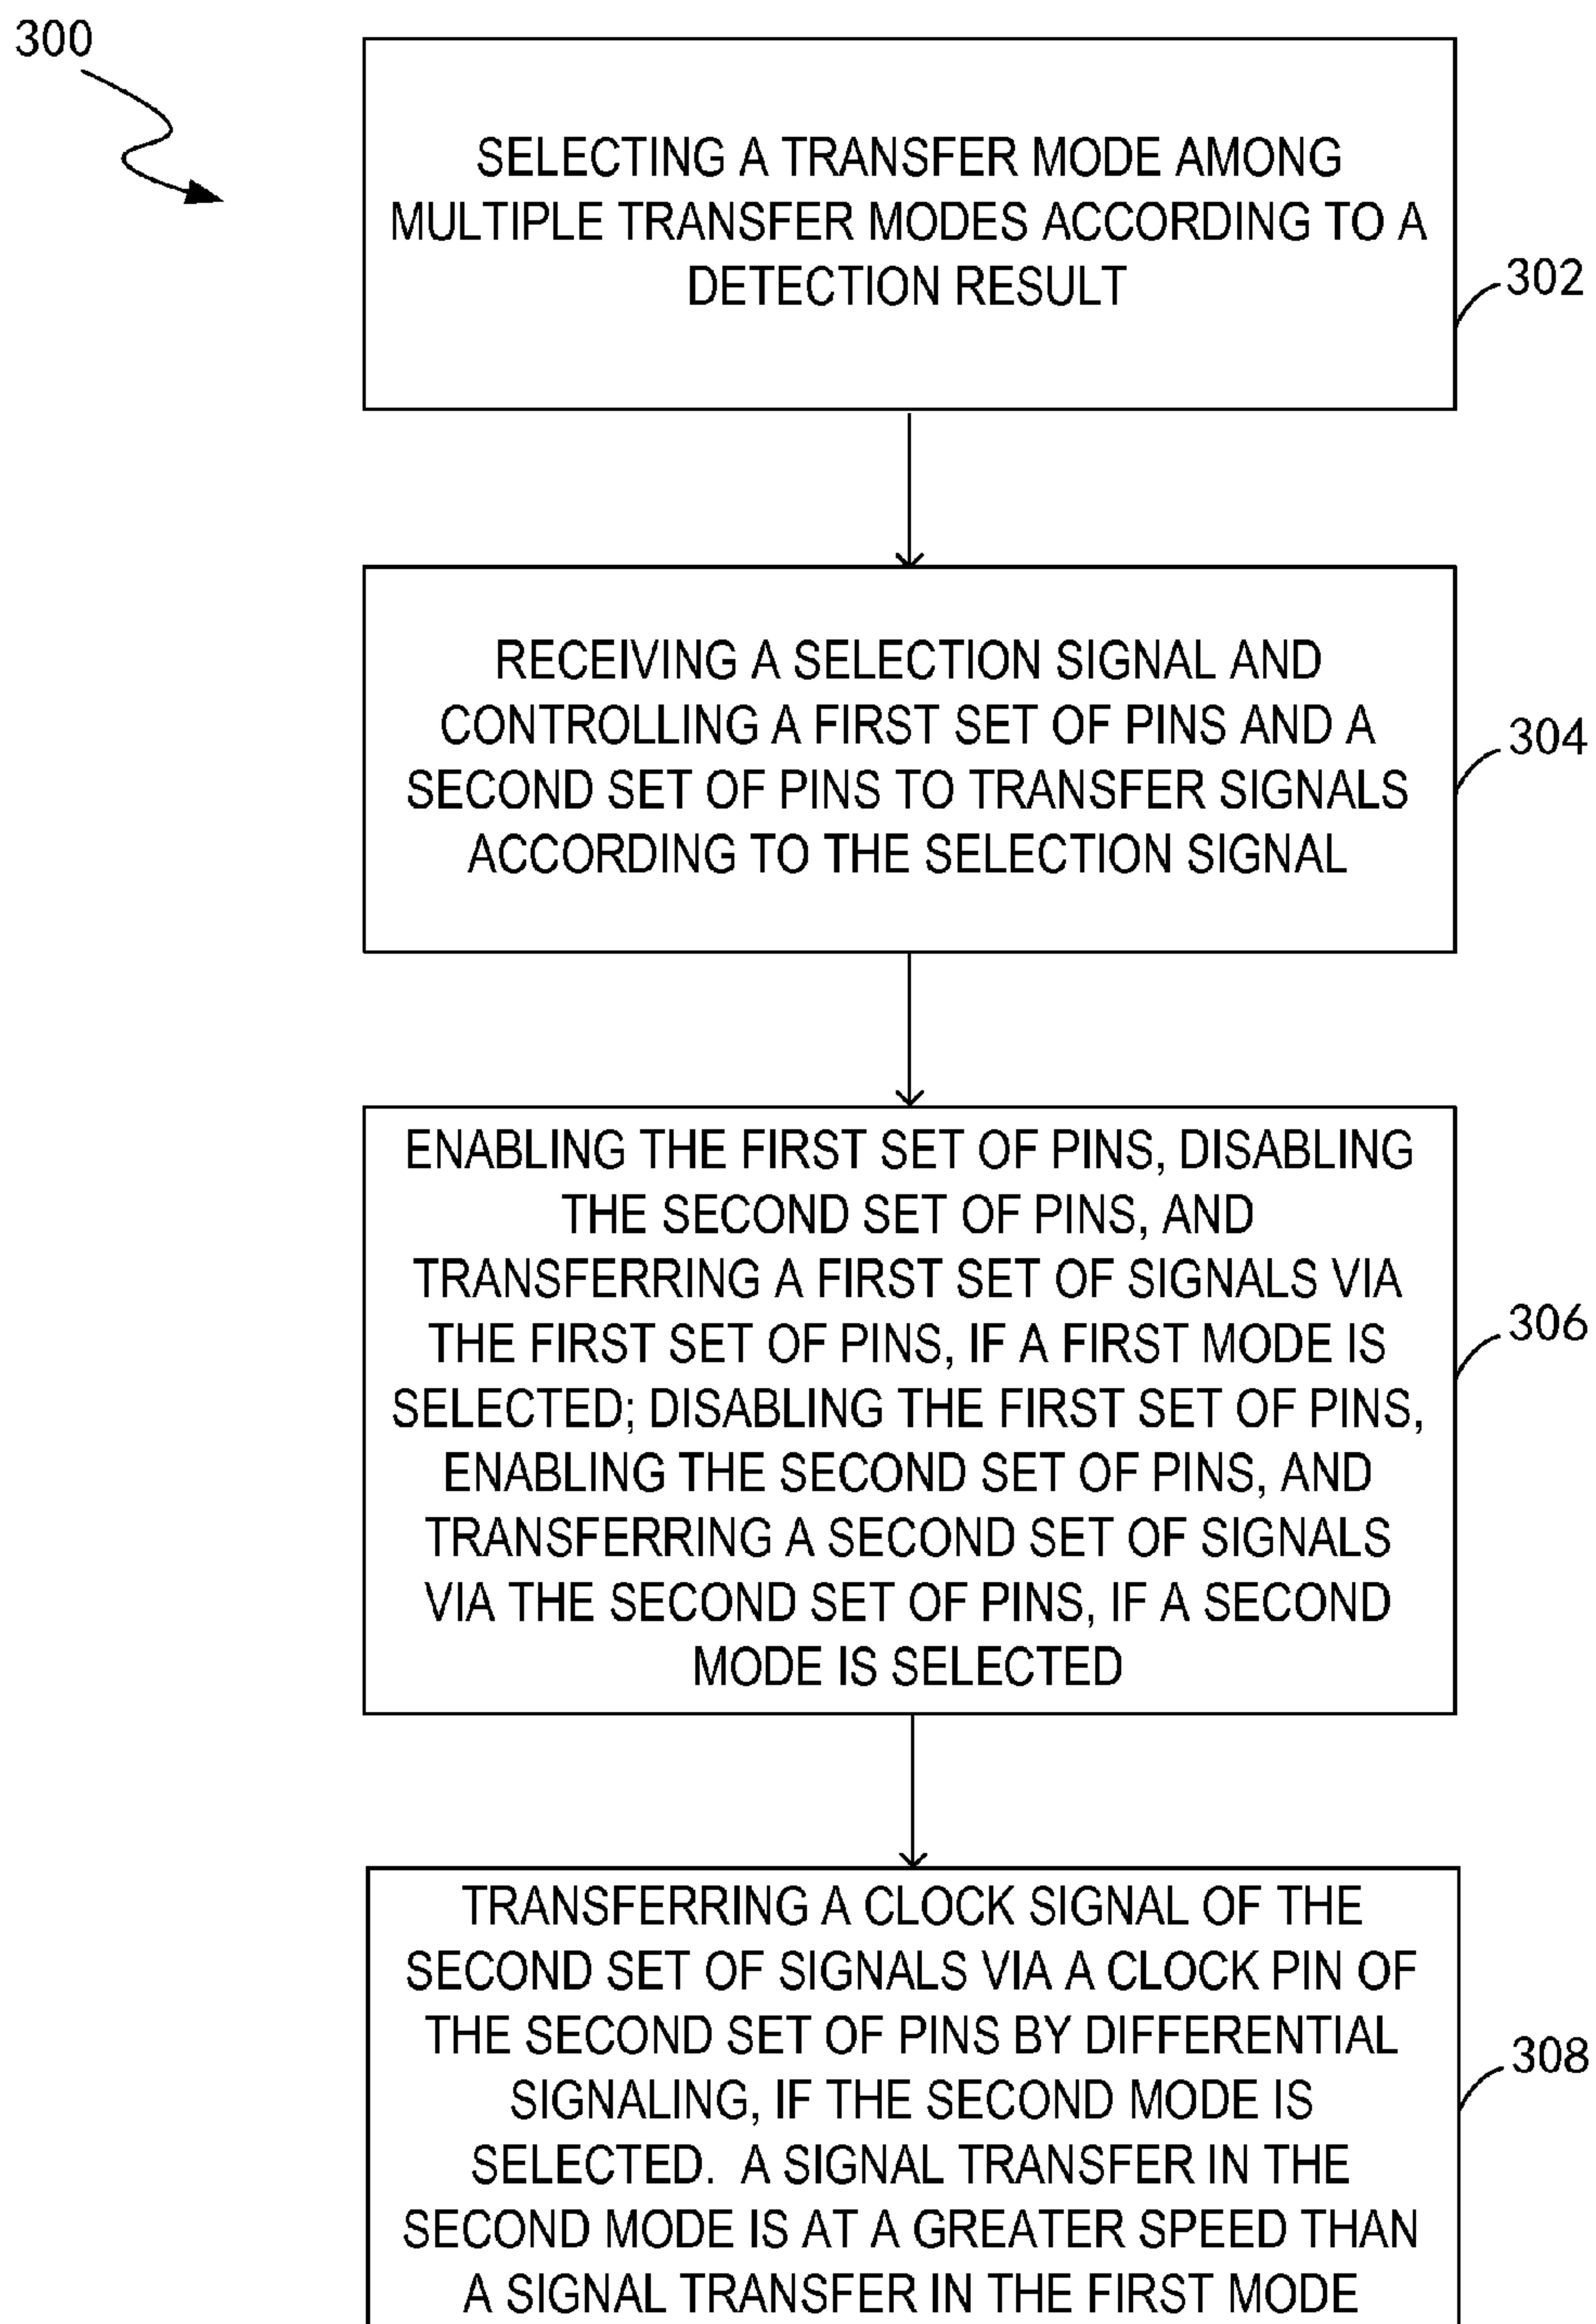 300
SELECTING A TRANSFER MODE AMONG
MULTIPLE TRANSFER MODES ACCORDING TO A
DETECTION RESULT
302
RECEIVING A SELECTION SIGNAL AND
CONTROLLING A FIRST SET OF PINS AND A
SECOND SET OF PINS TO TRANSFER SIGNALS
ACCORDING TO THE SELECTION SIGNAL
304
ENABLING THE FIRST SET OF PINS, DISABLING
THE SECOND SET OF PINS, AND
TRANSFERRING A FIRST SET OF SIGNALS VIA
THE FIRST SET OF PINS, IF A FIRST MODE IS
SELECTED; DISABLING THE FIRST SET OF PINS,
ENABLING THE SECOND SET OF PINS, AND
TRANSFERRING A SECOND SET OF SIGNALS
VIA THE SECOND SET OF PINS, IF A SECOND
MODE IS SELECTED
306
TRANSFERRING A CLOCK SIGNAL OF THE
SECOND SET OF SIGNALS VIA A CLOCK PIN OF
THE SECOND SET OF PINS BY DIFFERENTIAL
SIGNALING, IF THE SECOND MODE IS
SELECTED. A SIGNAL TRANSFER IN THE
SECOND MODE IS AT A GREATER SPEED THAN
A SIGNAL TRANSFER IN THE FIRST MODE
308